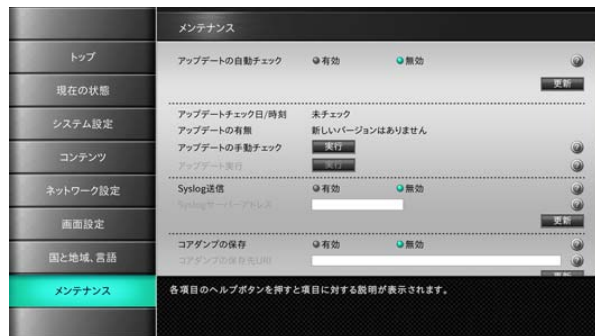 メンテナンス
トップ
現在の状態
システム設定
コンテンツ
ネットワーク設定
画面設定
国と地域、言語
メンテナンス
アップデートの自動チェック 有効 無効
更新
アップデートチェック日/時刻 未チェック
アップデートの有無 新しいバージョンはありません
アップデートの手動チェック 実行
アップデート実行 実行
Syslog送信 有効 無効
Syslogサーバーアドレス
更新
コアダンプの保存 有効 無効
コアダンプの保存先URI
更新
各項目のヘルプボタンを押すと項目に対する説明が表示されます。